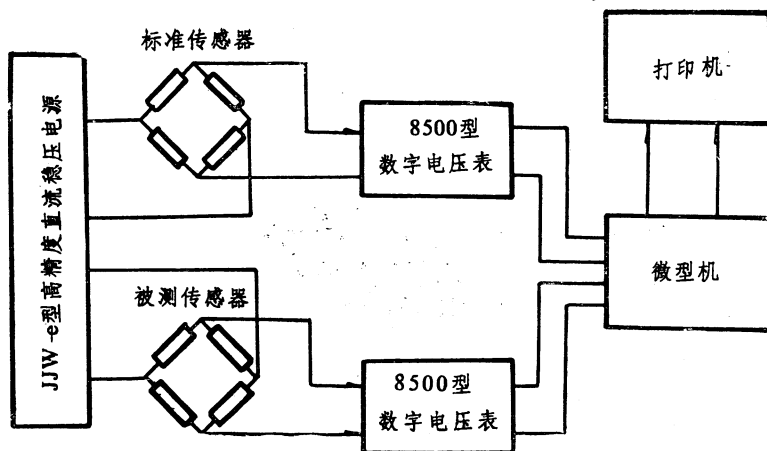 标准传感器
打印机
JJW-e型高精度直流稳压电源
8500型
数字电压表
微型机
被测传感器
8500型
数字电压表